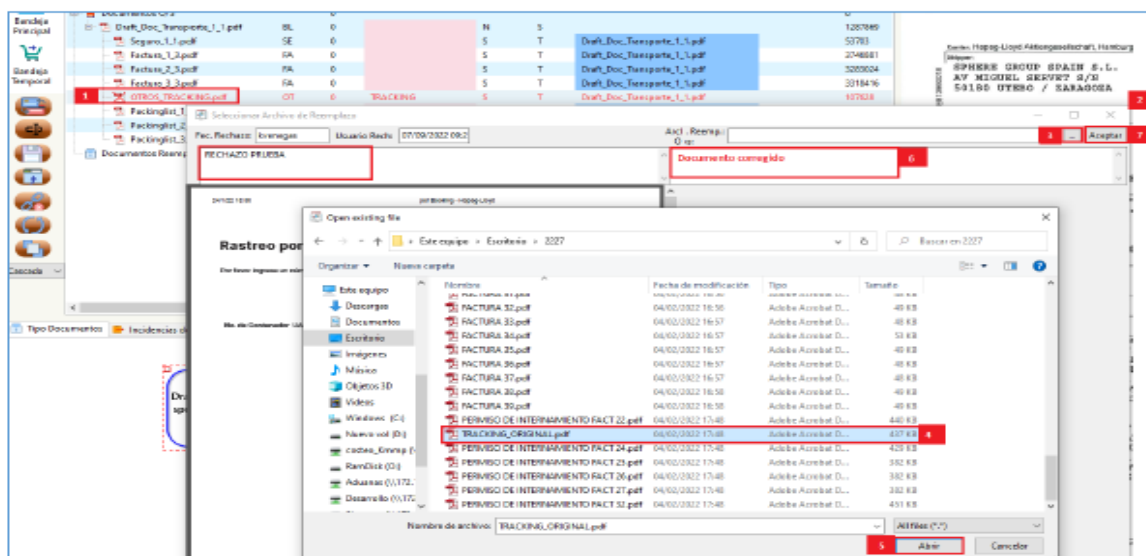 Bandeja
Principal
Bandeja
Temporal
Cascada
Draft_Doc_Transporte_1_1.pdf BL 0 N S 1287869
Seguro_1_1.pdf SE 0 S T Draft_Doc_Transporte_1_1.pdf 53783
Factura_1_3.pdf FA 0 S T Draft_Doc_Transporte_1_1.pdf
Factura_2_3.pdf FA 0 S T Draft_Doc_Transporte_1_1.pdf
Factura_3_3.pdf FA 0 S T Draft_Doc_Transporte_1_1.pdf 3318416
1 OTROS_TRACKING.pdf OT 0 TRACKING S T Draft_Doc_Transporte_1_1.pdf
Packinglist_1
Packinglist_2
Packinglist_3
Documentos Reemp
Hapag-Lloyd Aktiengesellschaft, Hamburg
Shipper:
SPHERE GROUP SPAIN S.L.
AV MIGUEL SERVET S/N
50180 UTEBO / ZARAGOZA
2
Seleccionar Archivo de Reemplazo
Fec. Rechazo: Usuario Rech: 07/09/2022 09:2 Arch. Reemp.: 3 ... Aceptar 7
RECHAZO PRUEBA
Documento corregido 6
Rastreo por
Tipo Documentos Incidencias d
Open existing file
Este equipo > Escritorio > 2227 Buscar en 2227
Organizar Nueva carpeta
Este equipo
Descargas
Documentos
Escritorio
Imágenes
Música
Objetos 3D
Videos
Windows (C:)
Nuevo vol (D:)
RamDisk (O:)
Aduanas (\\172.
Desarrollo (\\172
Nombre Fecha de modificación Tipo Tamaño
FACTURA 32.pdf 04/02/2022 16:56 Adobe Acrobat D... 49 KB
FACTURA 33.pdf 04/02/2022 16:57 Adobe Acrobat D... 48 KB
FACTURA 34.pdf 04/02/2022 16:57 Adobe Acrobat D... 53 KB
FACTURA 35.pdf 04/02/2022 16:57 Adobe Acrobat D... 49 KB
FACTURA 36.pdf 04/02/2022 16:57 Adobe Acrobat D... 49 KB
FACTURA 37.pdf 04/02/2022 16:57 Adobe Acrobat D... 49 KB
FACTURA 38.pdf 04/02/2022 16:58 Adobe Acrobat D... 49 KB
FACTURA 39.pdf 04/02/2022 16:58 Adobe Acrobat D... 49 KB
PERMISO DE INTERNAMIENTO FACT 22.pdf 04/02/2022 17:48 Adobe Acrobat D... 440 KB
TRACKING_ORIGINAL.pdf 04/02/2022 17:48 Adobe Acrobat D... 437 KB 4
PERMISO DE INTERNAMIENTO FACT 24.pdf 04/02/2022 17:48 Adobe Acrobat D... 429 KB
PERMISO DE INTERNAMIENTO FACT 25.pdf 04/02/2022 17:48 Adobe Acrobat D... 382 KB
PERMISO DE INTERNAMIENTO FACT 26.pdf 04/02/2022 17:48 Adobe Acrobat D... 382 KB
PERMISO DE INTERNAMIENTO FACT 27.pdf 04/02/2022 17:48 Adobe Acrobat D... 383 KB
PERMISO DE INTERNAMIENTO FACT 32.pdf 04/02/2022 17:48 Adobe Acrobat D... 451 KB
Nombre de archivo: TRACKING_ORIGINAL.pdf All files (*.*)
5 Abrir Cancelar